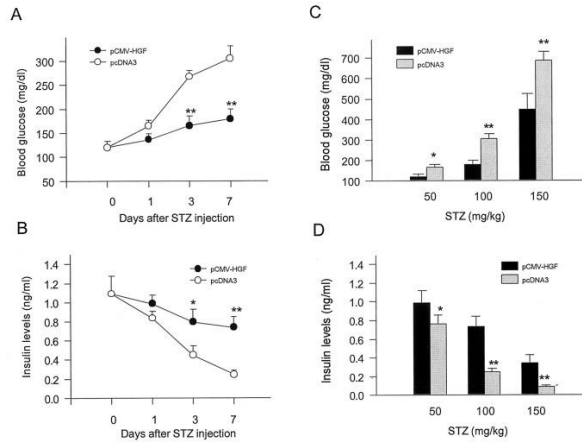 A
pCMV-HGF
pcDNA3
Blood glucose (mg/dl)
300
250
200
150
100
50
**
**
0 1 3 7
Days after STZ injection
B
pCMV-HGF
pcDNA3
Insulin levels (ng/ml)
1.4
1.2
1.0
0.8
0.6
0.4
0.2
0.0
*
**
0 1 3 7
Days after STZ injection
C
pCMV-HGF
pcDNA3
Blood glucose (mg/dl)
700
600
500
400
300
200
100
*
**
**
50 100 150
STZ (mg/kg)
D
pCMV-HGF
pcDNA3
Insulin levels (ng/ml)
1.4
1.2
1.0
0.8
0.6
0.4
0.2
0.0
*
**
**
50 100 150
STZ (mg/kg)